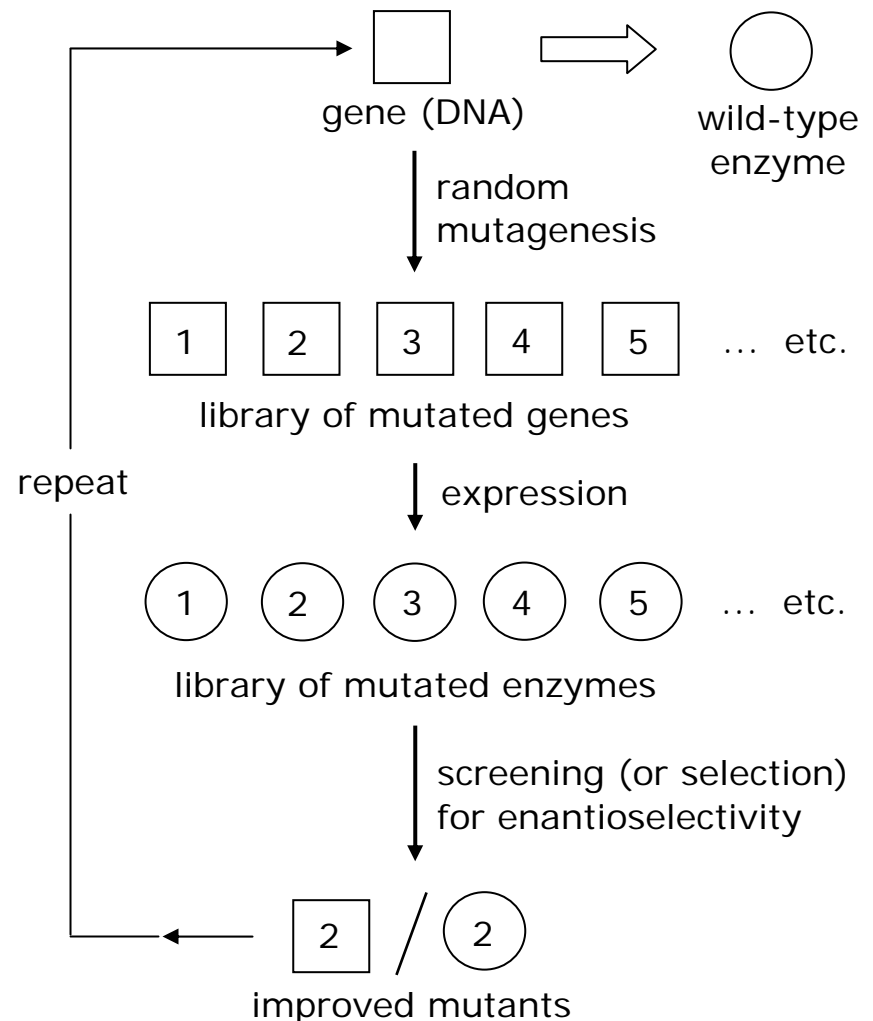 gene (DNA)
wild-type
enzyme
random
mutagenesis
1 2 3 4 5 ... etc.
library of mutated genes
repeat
expression
1 2 3 4 5 ... etc.
library of mutated enzymes
screening (or selection)
for enantioselectivity
2 / 2
improved mutants